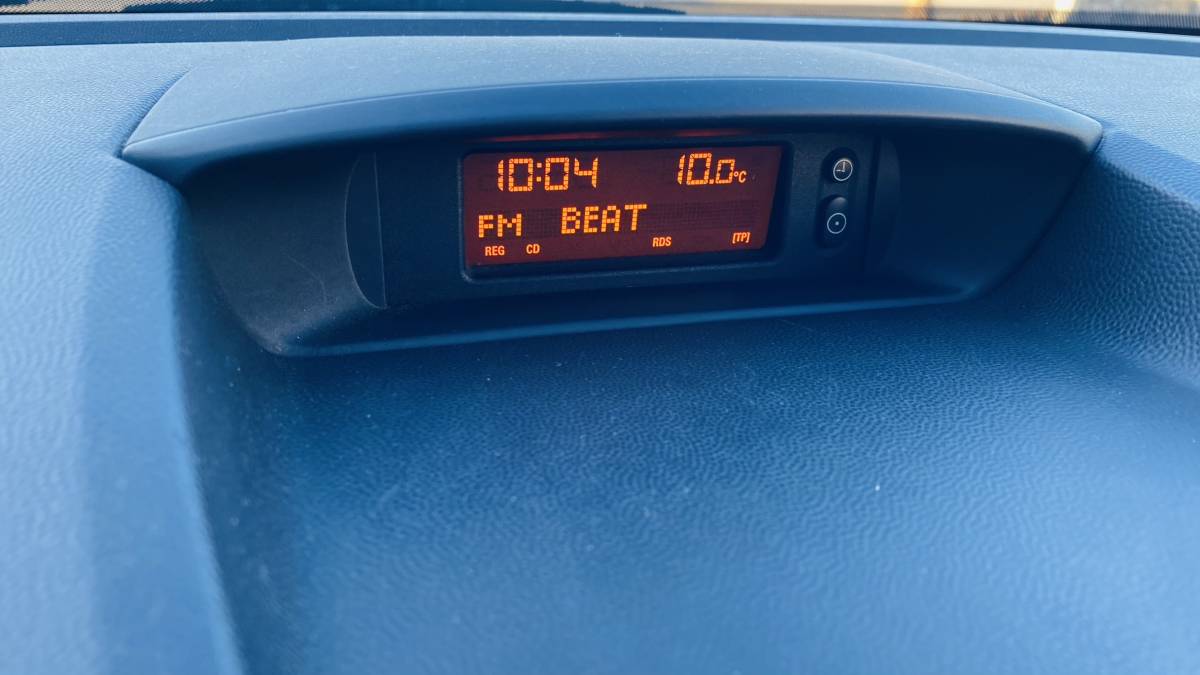 10:04 10.0°C
FM BEAT
REG CD RDS [TP]